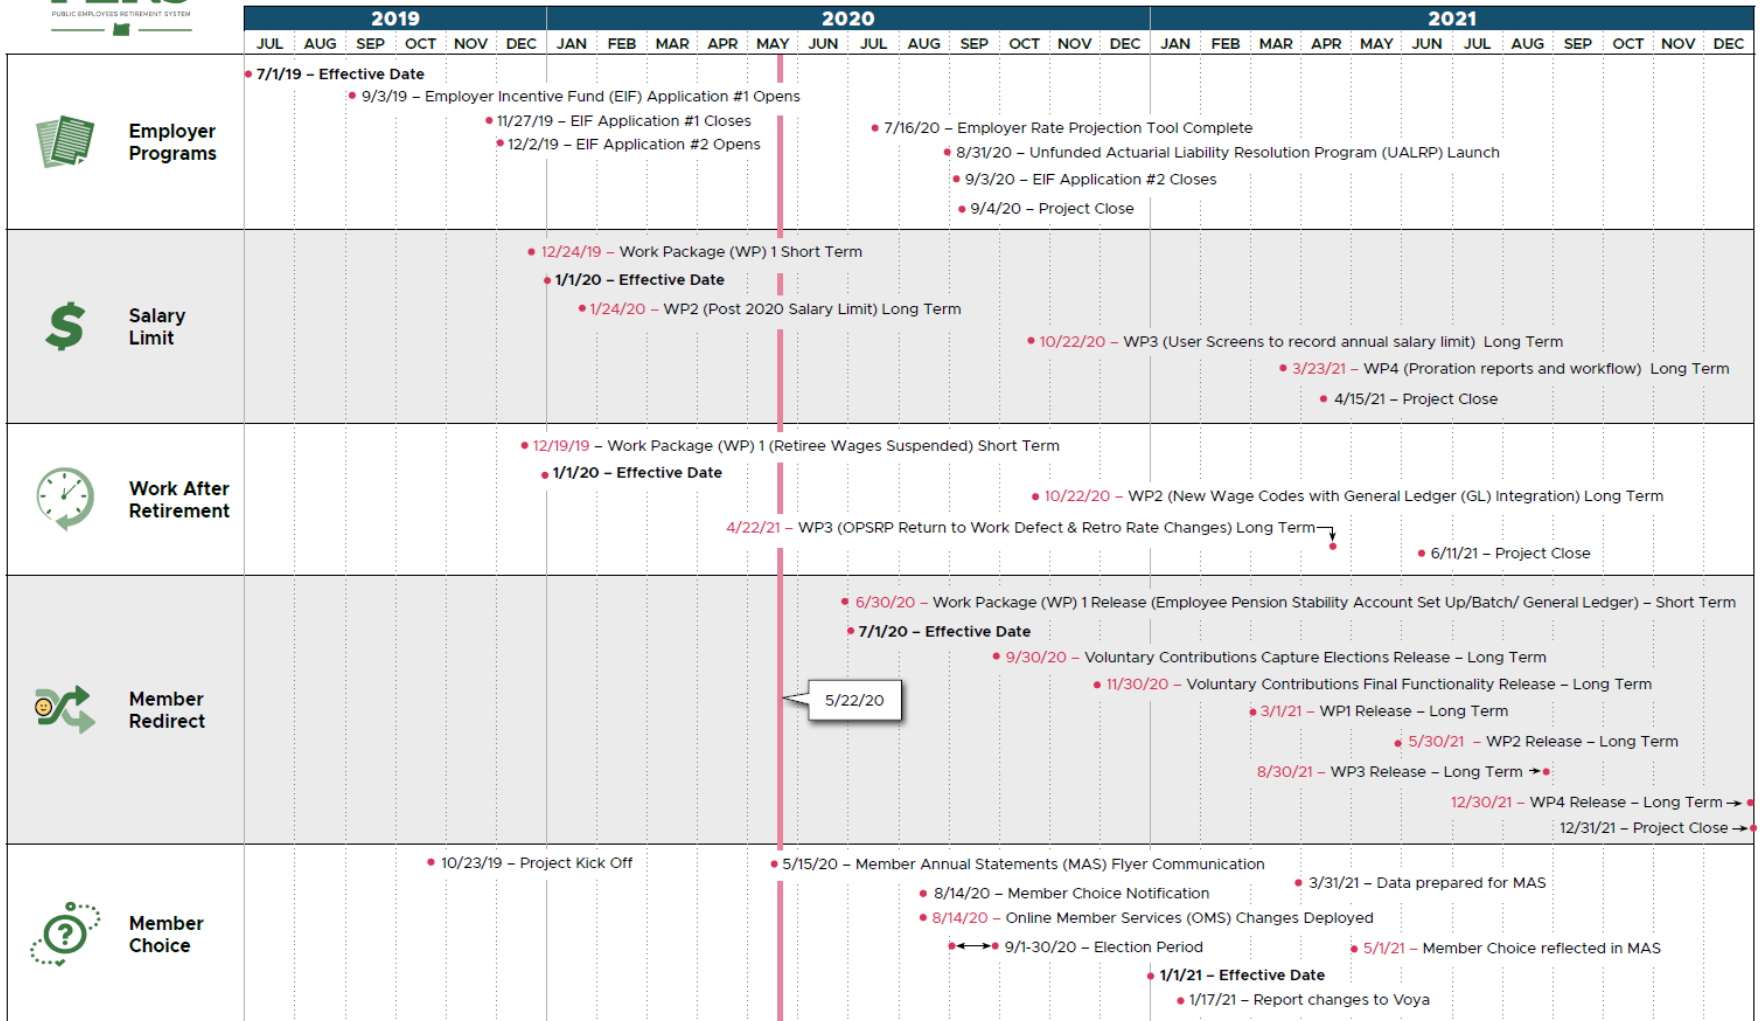 PERS
PUBLIC EMPLOYEES RETIREMENT SYSTEM
2019 2020 2021
JUL AUG SEP OCT NOV DEC JAN FEB MAR APR MAY JUN JUL AUG SEP OCT NOV DEC JAN FEB MAR APR MAY JUN JUL AUG SEP OCT NOV DEC
Employer
Programs
7/1/19 – Effective Date
9/3/19 – Employer Incentive Fund (EIF) Application #1 Opens
11/27/19 – EIF Application #1 Closes
12/2/19 – EIF Application #2 Opens
7/16/20 – Employer Rate Projection Tool Complete
8/31/20 – Unfunded Actuarial Liability Resolution Program (UALRP) Launch
9/3/20 – EIF Application #2 Closes
9/4/20 – Project Close
$
Salary
Limit
12/24/19 – Work Package (WP) 1 Short Term
1/1/20 – Effective Date
1/24/20 – WP2 (Post 2020 Salary Limit) Long Term
10/22/20 – WP3 (User Screens to record annual salary limit) Long Term
3/23/21 – WP4 (Proration reports and workflow) Long Term
4/15/21 – Project Close
Work After
Retirement
12/19/19 – Work Package (WP) 1 (Retiree Wages Suspended) Short Term
1/1/20 – Effective Date
10/22/20 – WP2 (New Wage Codes with General Ledger (GL) Integration) Long Term
4/22/21 – WP3 (OPSRP Return to Work Defect & Retro Rate Changes) Long Term
6/11/21 – Project Close
Member
Redirect
6/30/20 – Work Package (WP) 1 Release (Employee Pension Stability Account Set Up/Batch/ General Ledger) – Short Term
7/1/20 – Effective Date
9/30/20 – Voluntary Contributions Capture Elections Release – Long Term
11/30/20 – Voluntary Contributions Final Functionality Release – Long Term
5/22/20
3/1/21 – WP1 Release – Long Term
5/30/21 – WP2 Release – Long Term
8/30/21 – WP3 Release – Long Term
12/30/21 – WP4 Release – Long Term
12/31/21 – Project Close
?
Member
Choice
10/23/19 – Project Kick Off
5/15/20 – Member Annual Statements (MAS) Flyer Communication
3/31/21 – Data prepared for MAS
8/14/20 – Member Choice Notification
8/14/20 – Online Member Services (OMS) Changes Deployed
9/1-30/20 – Election Period
5/1/21 – Member Choice reflected in MAS
1/1/21 – Effective Date
1/17/21 – Report changes to Voya